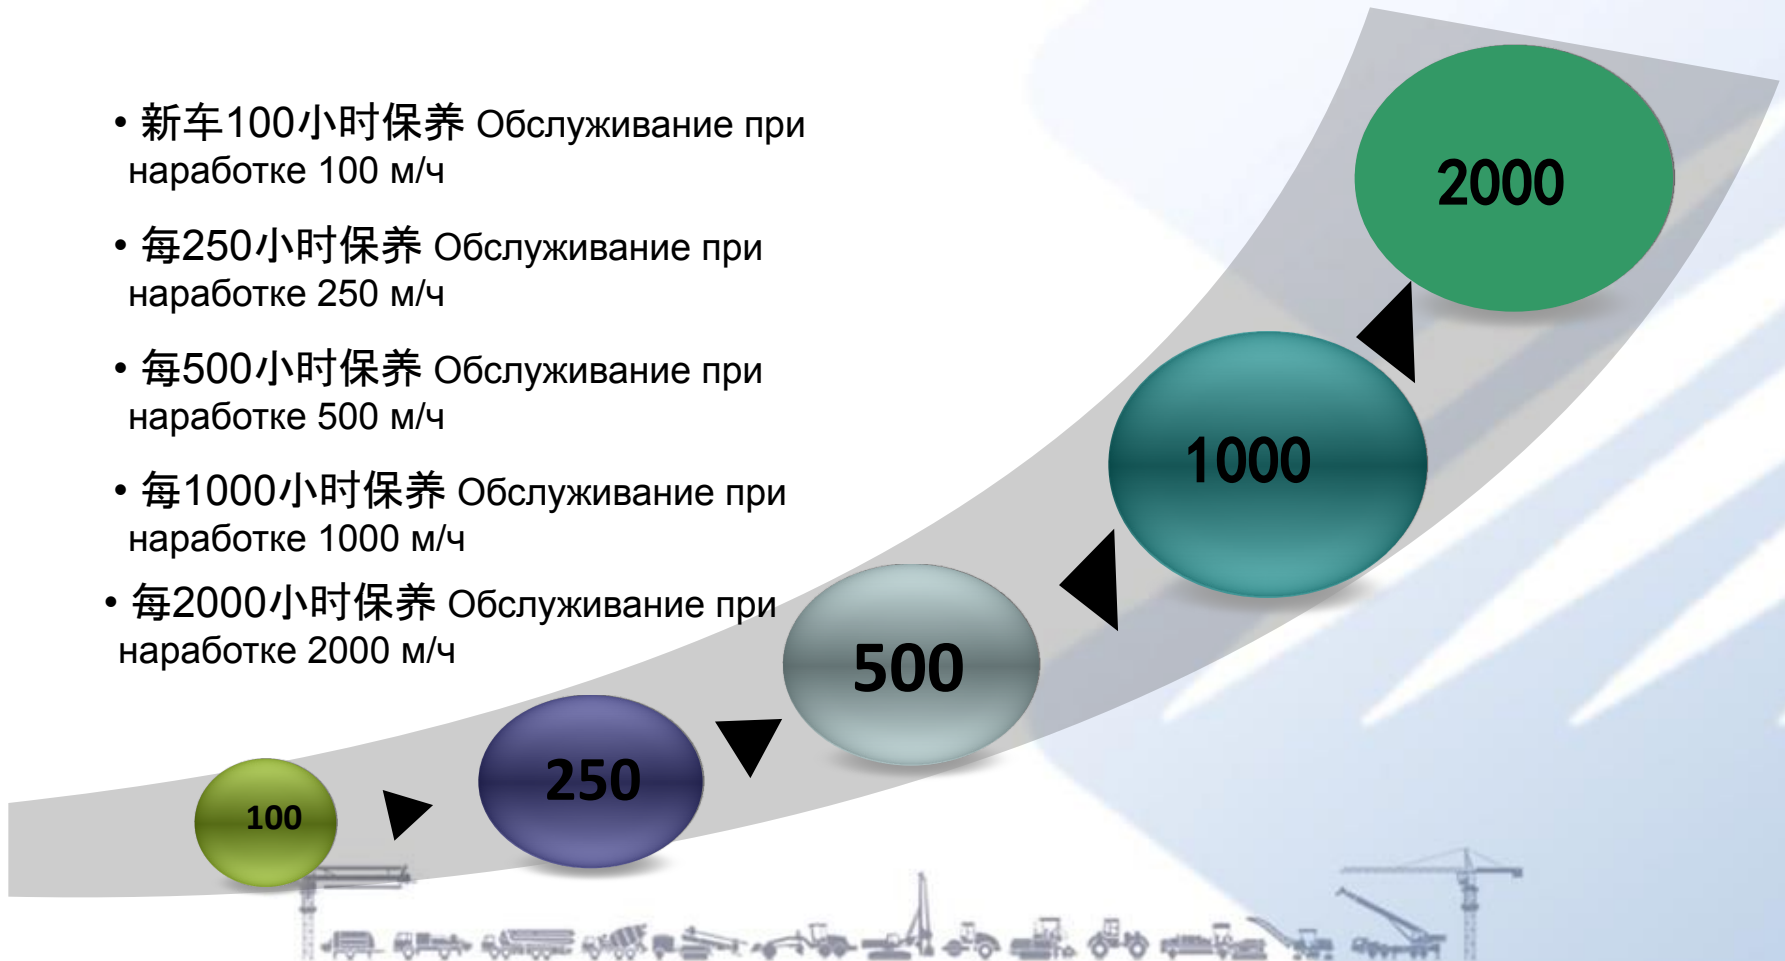 • 新车100小时保养 Обслуживание при
наработке 100 м/ч
• 每250小时保养 Обслуживание при
наработке 250 м/ч
• 每500小时保养 Обслуживание при
наработке 500 м/ч
• 每1000小时保养 Обслуживание при
наработке 1000 м/ч
• 每2000小时保养 Обслуживание при
наработке 2000 м/ч
100
250
500
1000
2000